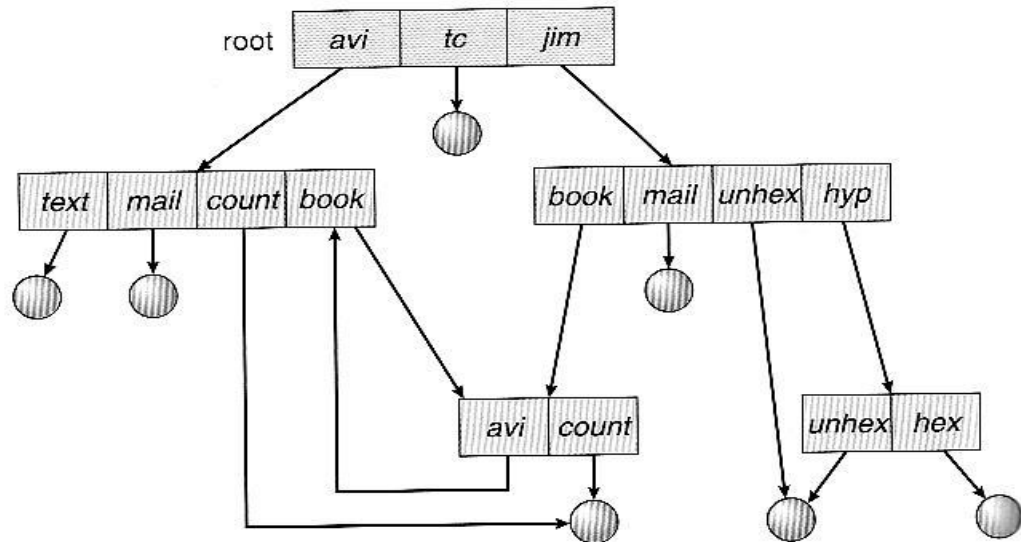 root avi tc jim
text mail count book
book mail unhex hyp
avi count
unhex hex